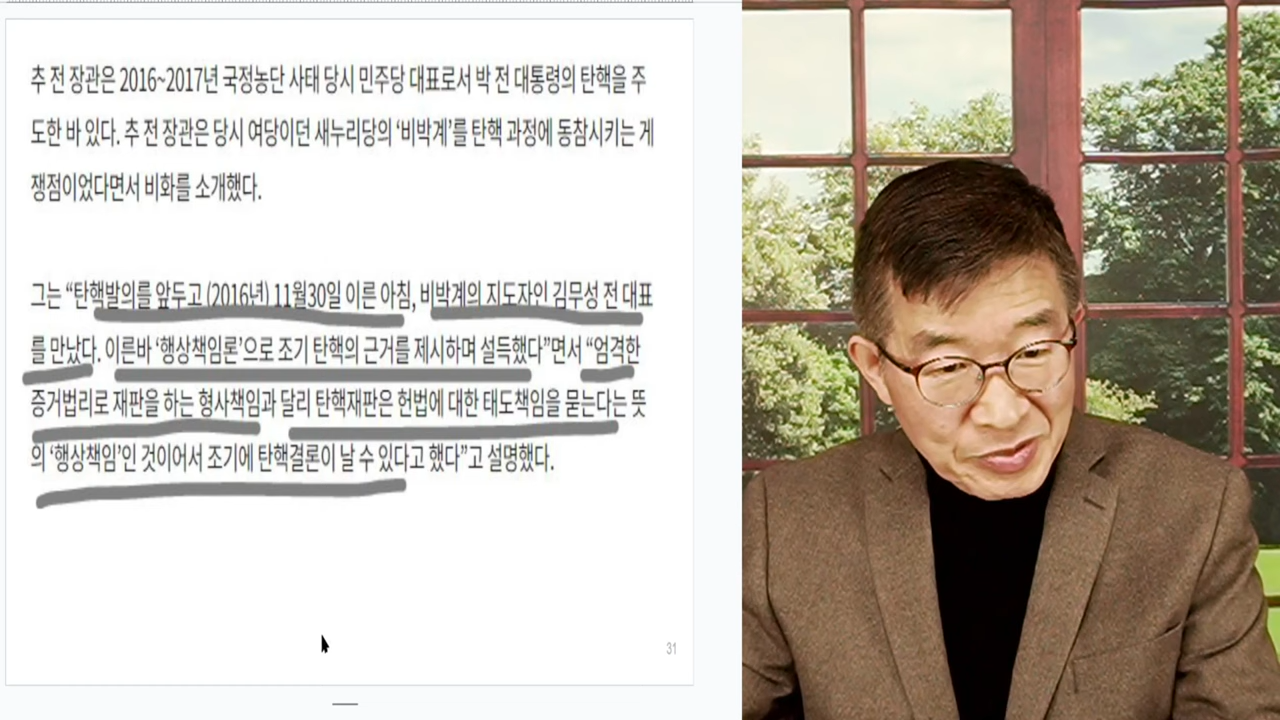 추 전 장관은 2016~2017년 국정농단 사태 당시 민주당 대표로서 박 전 대통령의 탄핵을 주
도한 바 있다. 추 전 장관은 당시 여당이던 새누리당의 ‘비박계’를 탄핵 과정에 동참시키는 게
쟁점이었다면서 비화를 소개했다.
그는 “탄핵발의를 앞두고 (2016년) 11월30일 이른 아침, 비박계의 지도자인 김무성 전 대표
를 만났다. 이른바 ‘행상책임론’으로 조기 탄핵의 근거를 제시하며 설득했다”면서 “엄격한
증거법리로 재판을 하는 형사책임과 달리 탄핵재판은 헌법에 대한 태도책임을 묻는다는 뜻
의 ‘행상책임’인 것이어서 조기에 탄핵결론이 날 수 있다고 했다”고 설명했다.
31